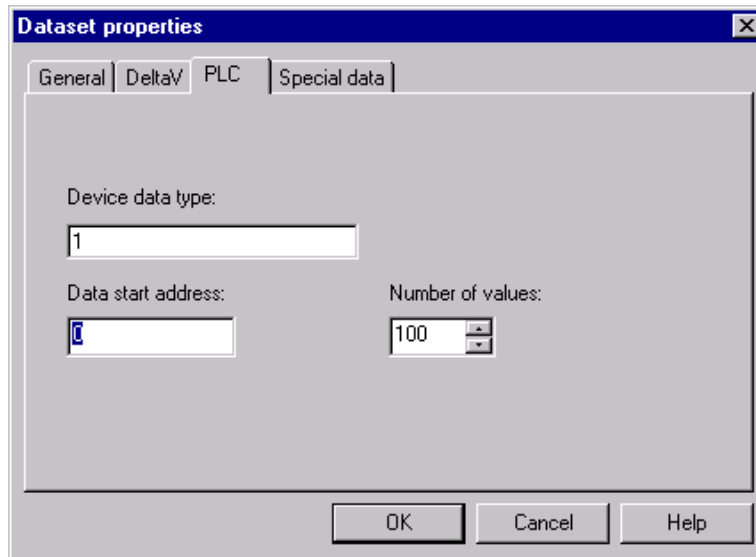 Dataset properties
General DeltaV PLC Special data
Device data type:
1
Data start address: Number of values:
0 100
OK Cancel Help